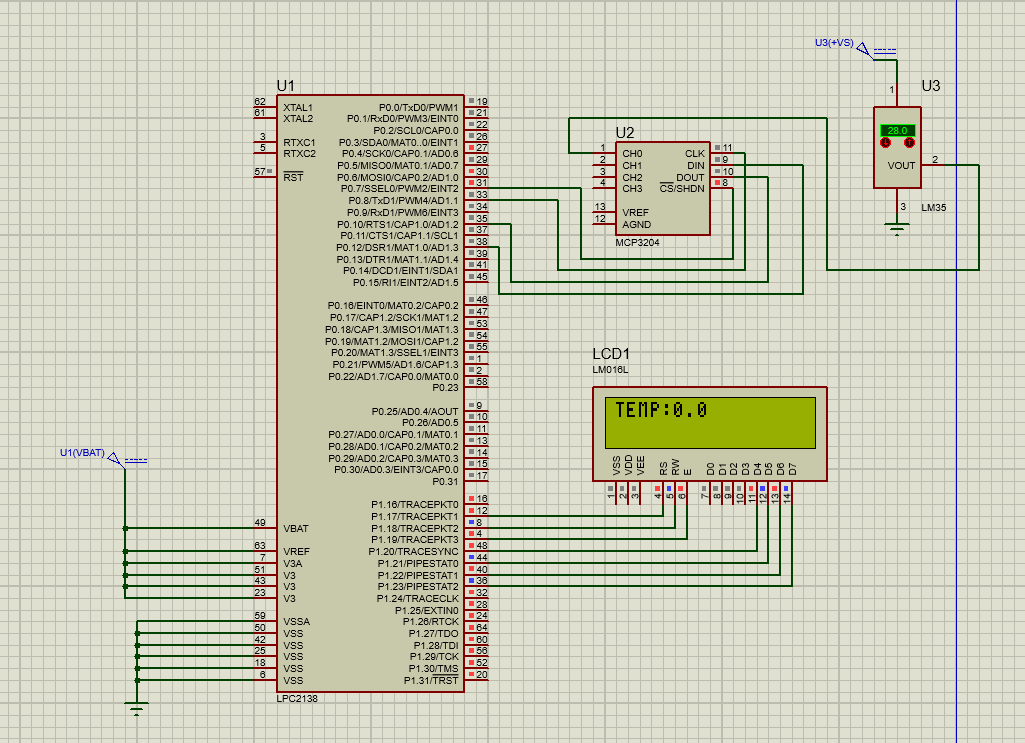 U1
62 XTAL1
61 XTAL2
3 RTXC1
5 RTXC2
57 RST
49 VBAT
63 VREF
7 V3A
51 V3
43 V3
23 V3
59 VSSA
50 VSS
42 VSS
25 VSS
18 VSS
6 VSS
P0.0/TxD0/PWM1 19
P0.1/RxD0/PWM3/EINT0 21
P0.2/SCL0/CAP0.0 22
P0.3/SDA0/MAT0.0/EINT1 26
P0.4/SCK0/CAP0.1/AD0.6 27
P0.5/MISO0/MAT0.1/AD0.7 29
P0.6/MOSI0/CAP0.2/AD1.0 30
P0.7/SSEL0/PWM2/EINT2 31
P0.8/TxD1/PWM4/AD1.1 33
P0.9/RxD1/PWM6/EINT3 34
P0.10/RTS1/CAP1.0/AD1.2 35
P0.11/CTS1/CAP1.1/SCL1 37
P0.12/DSR1/MAT1.0/AD1.3 38
P0.13/DTR1/MAT1.1/AD1.4 39
P0.14/DCD1/EINT1/SDA1 41
P0.15/RI1/EINT2/AD1.5 45
P0.16/EINT0/MAT0.2/CAP0.2 46
P0.17/CAP1.2/SCK1/MAT1.2 47
P0.18/CAP1.3/MISO1/MAT1.3 53
P0.19/MAT1.2/MOSI1/CAP1.2 54
P0.20/MAT1.3/SSEL1/EINT3 55
P0.21/PWM5/AD1.6/CAP1.3 1
P0.22/AD1.7/CAP0.0/MAT0.0 2
P0.23 58
P0.25/AD0.4/AOUT 9
P0.26/AD0.5 10
P0.27/AD0.0/CAP0.1/MAT0.1 11
P0.28/AD0.1/CAP0.2/MAT0.2 13
P0.29/AD0.2/CAP0.3/MAT0.3 14
P0.30/AD0.3/EINT3/CAP0.0 15
P0.31 17
P1.16/TRACEPKT0 16
P1.17/TRACEPKT1 12
P1.18/TRACEPKT2 8
P1.19/TRACEPKT3 4
P1.20/TRACESYNC 48
P1.21/PIPESTAT0 44
P1.22/PIPESTAT1 40
P1.23/PIPESTAT2 36
P1.24/TRACECLK 32
P1.25/EXTIN0 28
P1.26/RTCK 24
P1.27/TDO 64
P1.28/TDI 60
P1.29/TCK 56
P1.30/TMS 52
P1.31/TRST 20
LPC2138
U1(VBAT)
U2
1 CH0
2 CH1
3 CH2
4 CH3
13 VREF
12 AGND
CLK 11
DIN 9
DOUT 10
CS/SHDN 8
MCP3204
U3(+VS)
U3
1
28.0
VOUT 2
3
LM35
LCD1
LM016L
TEMP:0.0
VSS VDD VEE RS RW E D0 D1 D2 D3 D4 D5 D6 D7
1 2 3 4 5 6 7 8 9 10 11 12 13 14